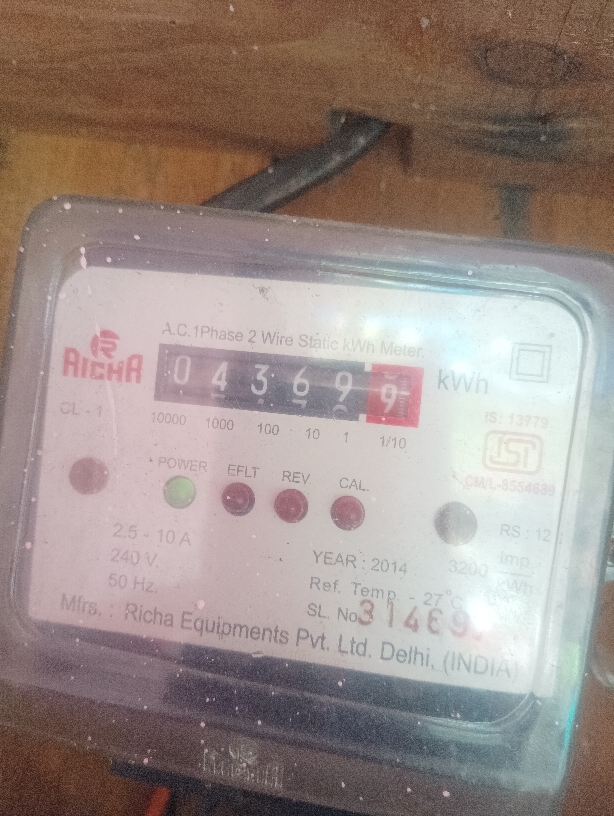 A.C.1Phase 2 Wire Static kWh Meter
RICHA
0 4 3 6 9 9 kWh
10000 1000 100 10 1 1/10
CL - 1
IS: 13779
ISI
CM/L-8554689
POWER EFLT REV. CAL.
RS : 12
2.5 - 10 A
240 V.
50 Hz.
YEAR : 2014
3200 Imp./kWh
Ref. Temp. - 27°C
SL. No.
Mfrs. : Richa Equipments Pvt. Ltd. Delhi, (INDIA)